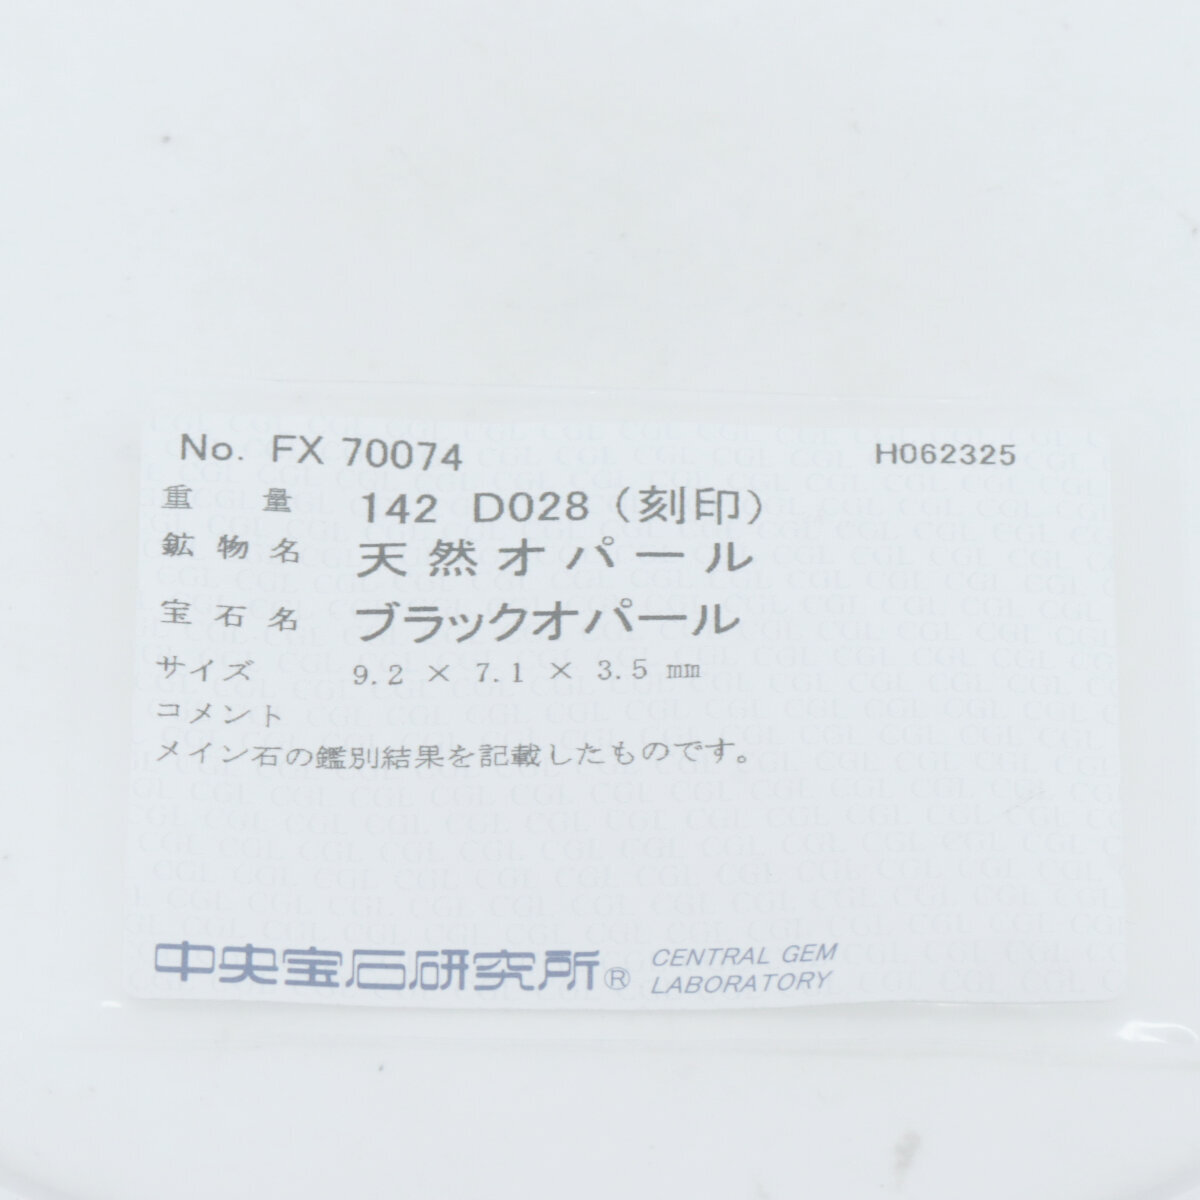 No. FX 70074 H062325
重量 142 D028（刻印）
鉱物名 天然オパール
宝石名 ブラックオパール
サイズ 9.2 × 7.1 × 3.5 mm
コメント
メイン石の鑑別結果を記載したものです。
中央宝石研究所® CENTRAL GEM
LABORATORY